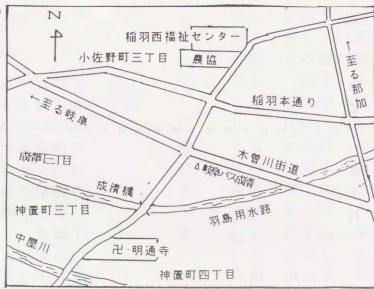 N
稲羽西福祉センター
小佐野町三丁目
農協
↑至る那加
稲羽本通り
←至る岐阜
木曽川街道
成清町三丁目
△岐阜バス成清
成清橋
羽島用水路
神置町三丁目
中屋川
卍・明通寺
神置町四丁目